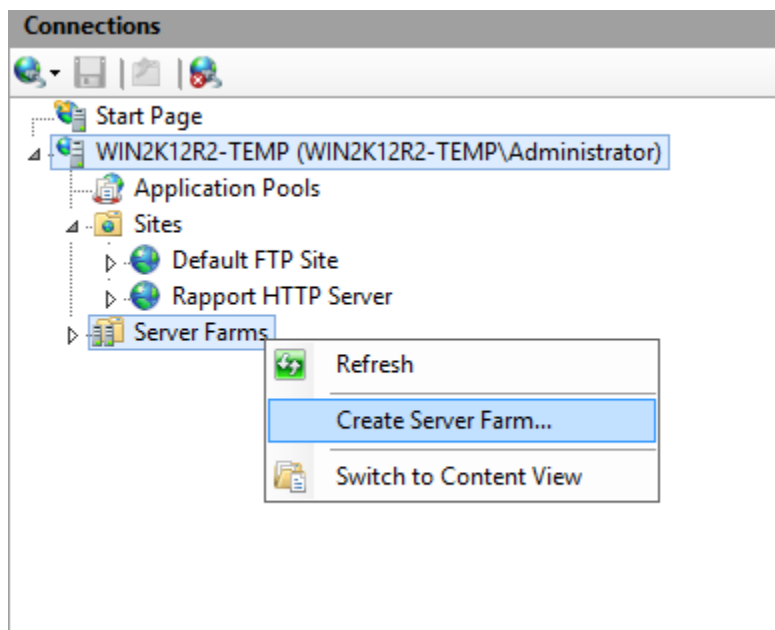 Connections
Start Page
WIN2K12R2-TEMP (WIN2K12R2-TEMP\Administrator)
Application Pools
Sites
Default FTP Site
Rapport HTTP Server
Server Farms
Refresh
Create Server Farm...
Switch to Content View